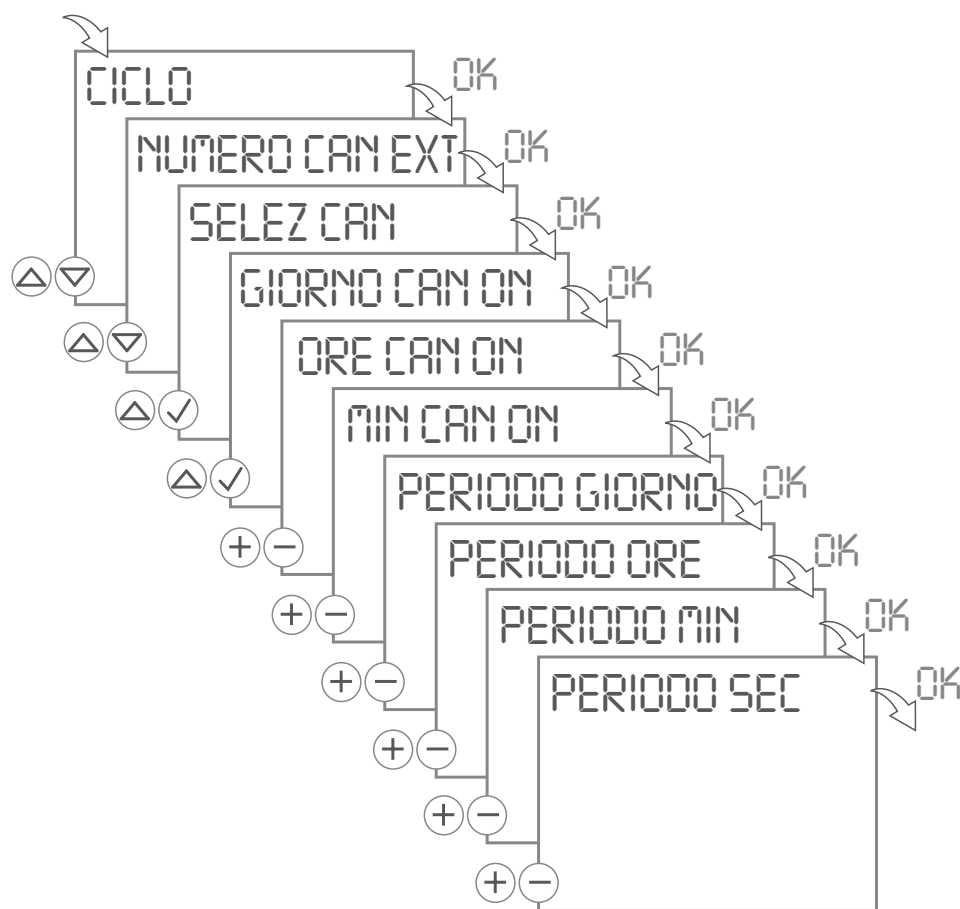 CICLO
OK
NUMERO CAN EXT
OK
SELEZ CAN
OK
GIORNO CAN ON
OK
ORE CAN ON
OK
MIN CAN ON
OK
PERIODO GIORNO
OK
PERIODO ORE
OK
PERIODO MIN
OK
PERIODO SEC
OK